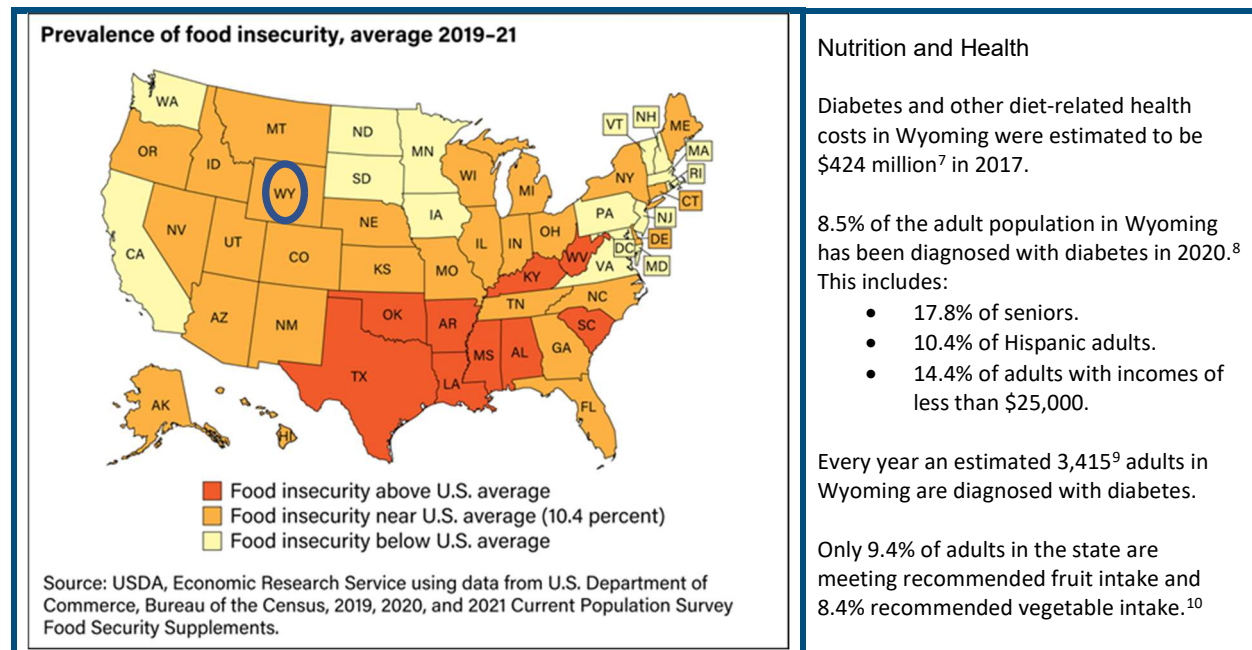 Prevalence of food insecurity, average 2019–21
WA
MT
ND
MN
VT
NH
ME
OR
ID
SD
WI
MI
NY
MA
RI
WY
CT
NE
IA
PA
NJ
NV
UT
CO
IL
IN
OH
DE
DC
CA
KS
MO
WV
VA
MD
KY
AZ
NM
OK
AR
TN
NC
SC
MS
AL
GA
TX
LA
AK
HI
FL
Food insecurity above U.S. average
Food insecurity near U.S. average (10.4 percent)
Food insecurity below U.S. average
Source: USDA, Economic Research Service using data from U.S. Department of
Commerce, Bureau of the Census, 2019, 2020, and 2021 Current Population Survey
Food Security Supplements.
Nutrition and Health
Diabetes and other diet-related health
costs in Wyoming were estimated to be
$424 million⁷ in 2017.
8.5% of the adult population in Wyoming
has been diagnosed with diabetes in 2020.⁸
This includes:
• 17.8% of seniors.
• 10.4% of Hispanic adults.
• 14.4% of adults with incomes of
less than $25,000.
Every year an estimated 3,415⁹ adults in
Wyoming are diagnosed with diabetes.
Only 9.4% of adults in the state are
meeting recommended fruit intake and
8.4% recommended vegetable intake.¹⁰